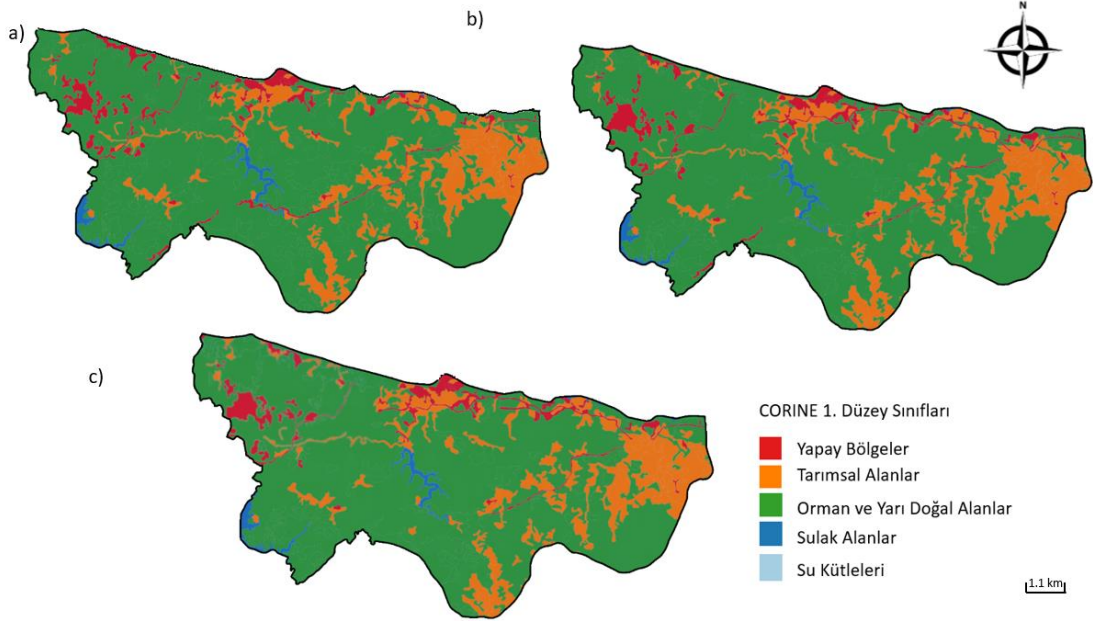 a)
b)
N
c)
CORINE 1. Düzey Sınıfları
Yapay Bölgeler
Tarımsal Alanlar
Orman ve Yarı Doğal Alanlar
Sulak Alanlar
Su Kütleleri
1.1 km